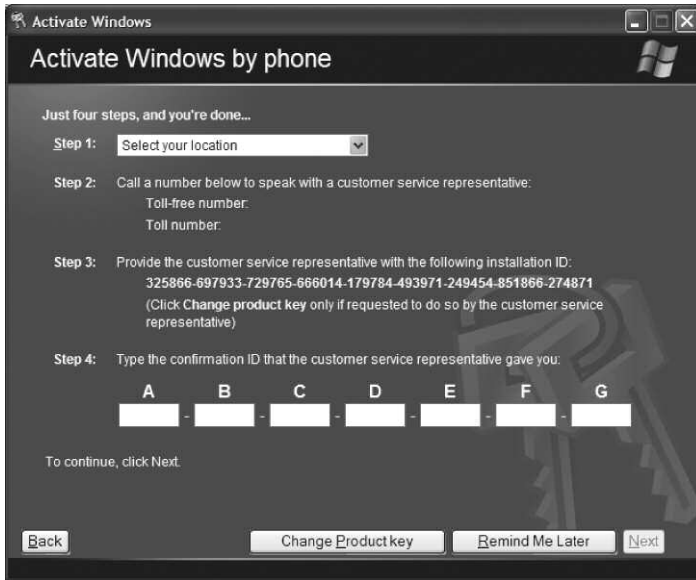 Activate Windows
Activate Windows by phone
Just four steps, and you're done...
Step 1: Select your location
Step 2: Call a number below to speak with a customer service representative:
Toll-free number:
Toll number:
Step 3: Provide the customer service representative with the following installation ID:
325866-697933-729765-666014-179784-493971-249454-851866-274871
(Click Change product key only if requested to do so by the customer service
representative)
Step 4: Type the confirmation ID that the customer service representative gave you:
A B C D E F G
- - - - - -
To continue, click Next.
Back Change Product key Remind Me Later Next